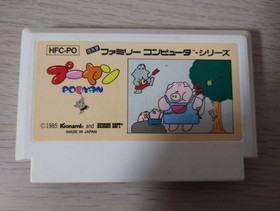 HFC-PO
ファミリー コンピュータ・シリーズ
プーヤン
POOYAN
© 1985 Konami and HUDSON SOFT
MADE IN JAPAN